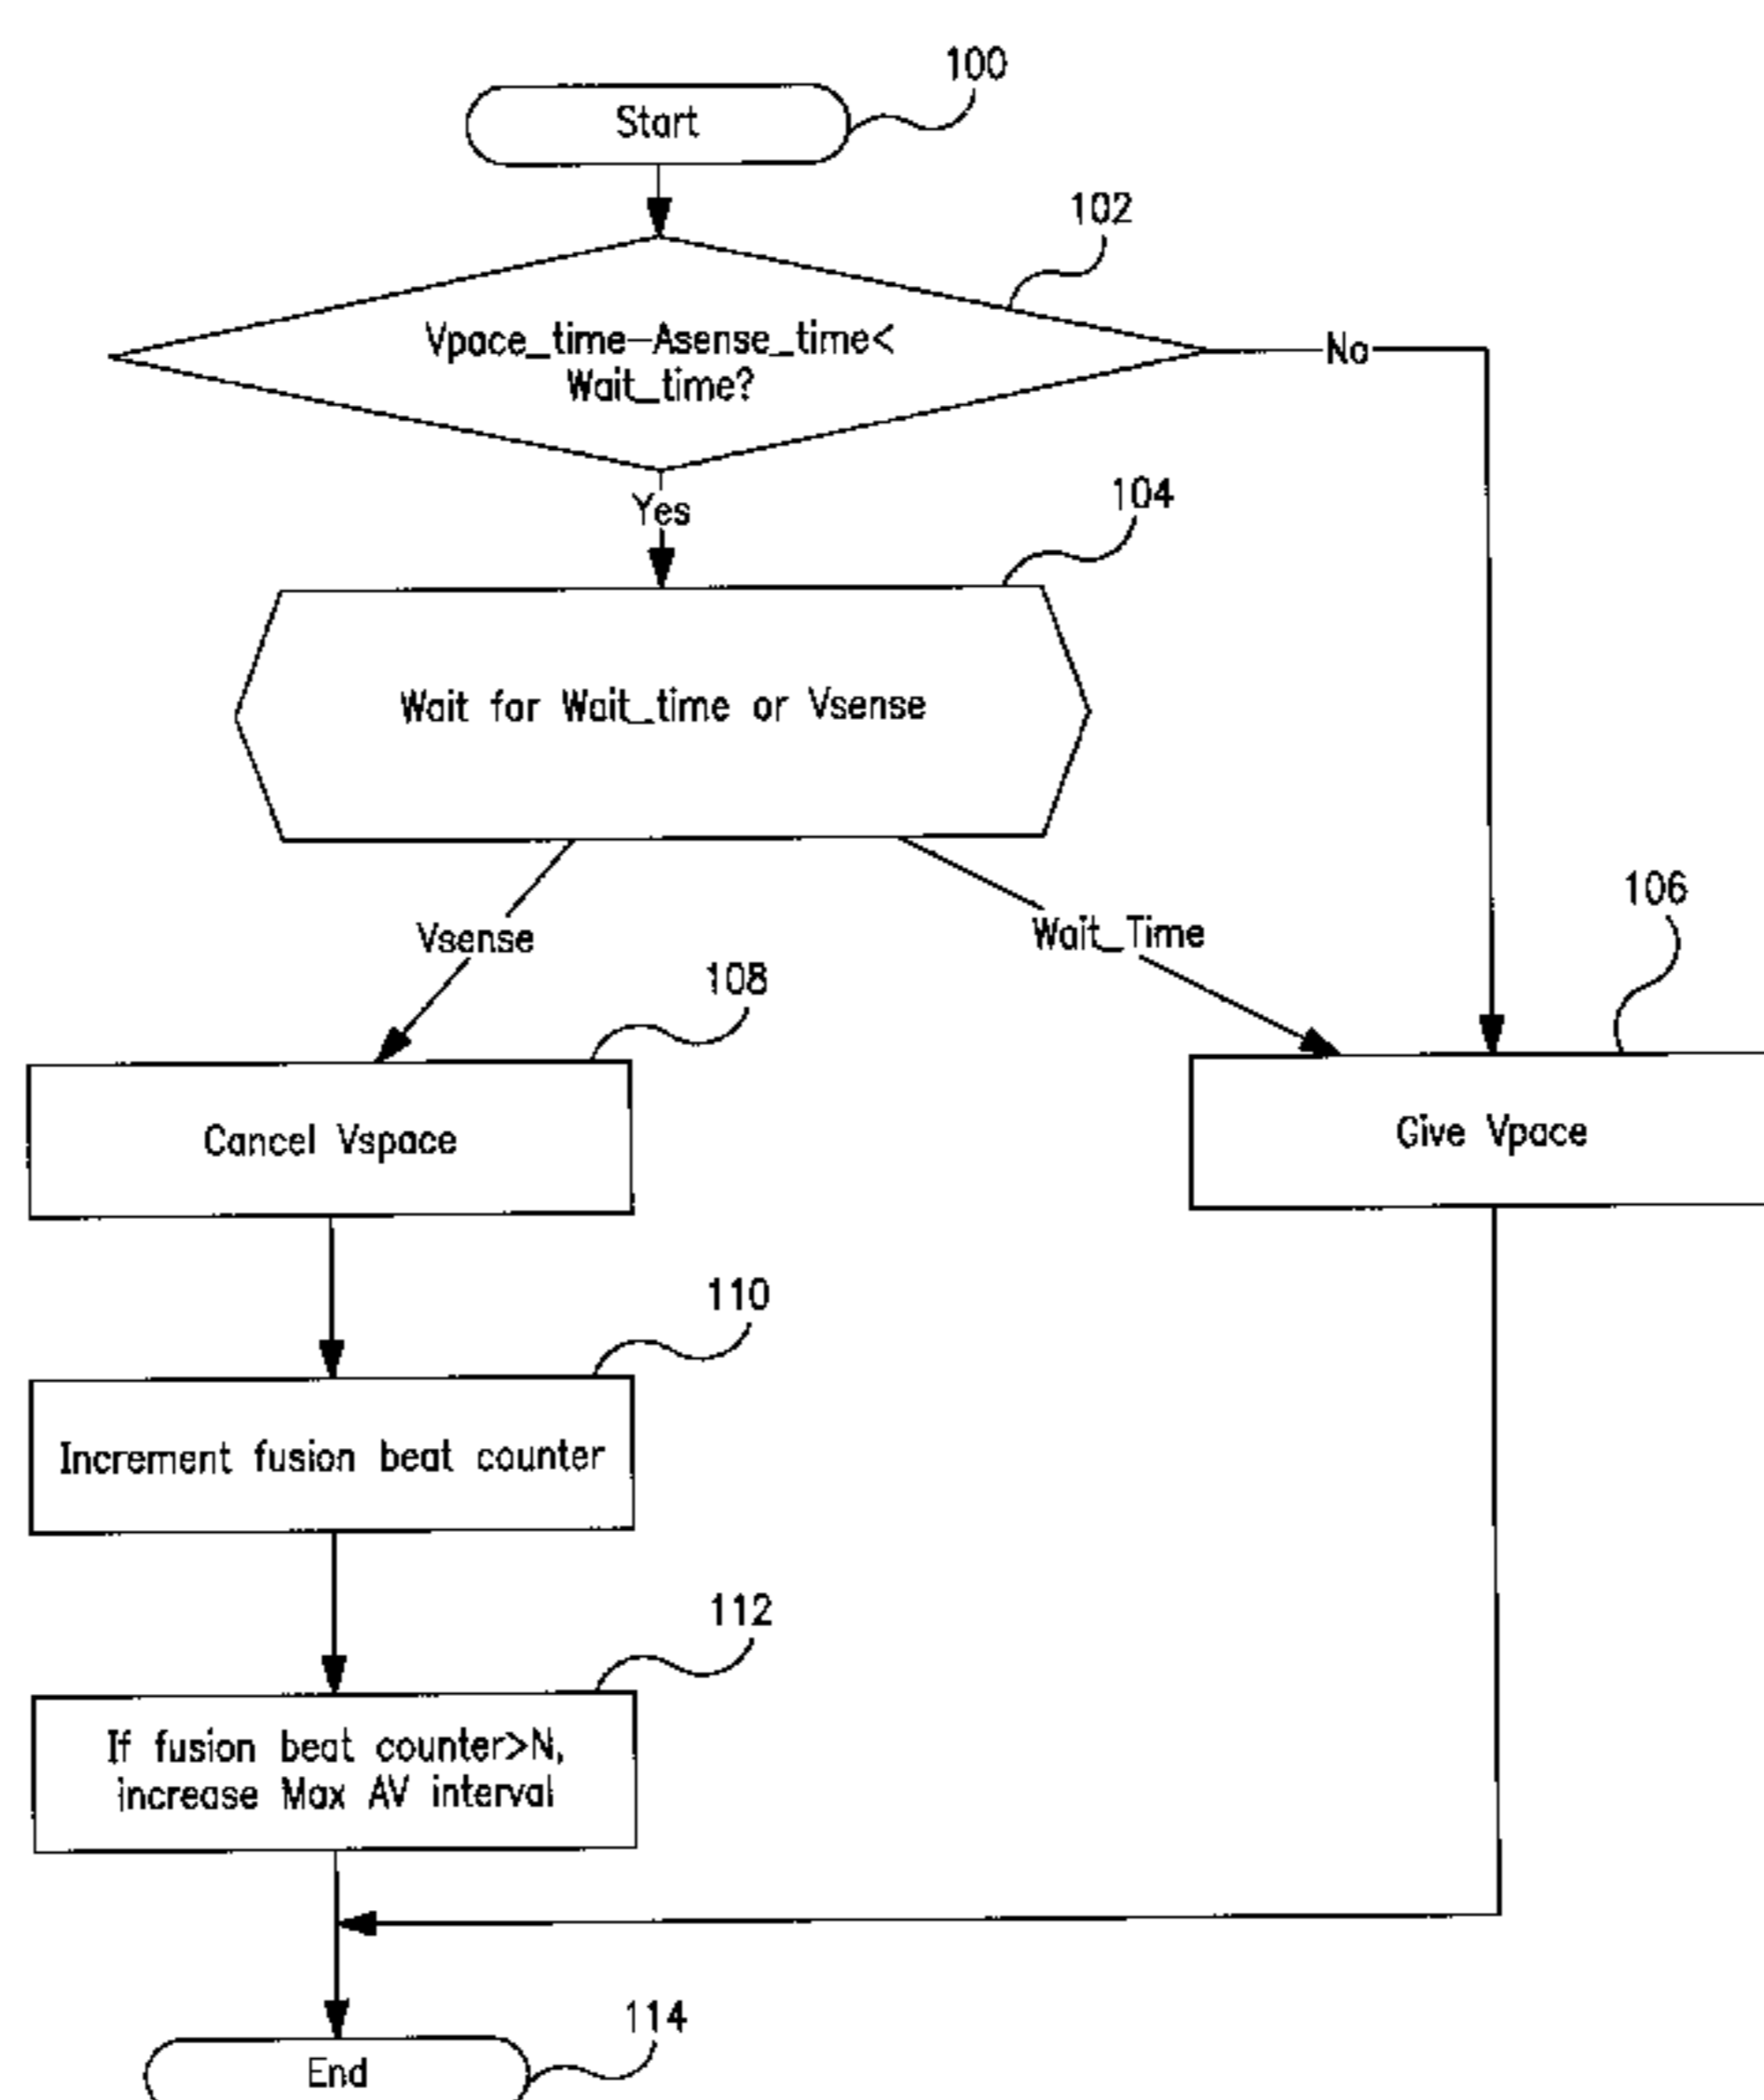 100
Start
102
Vpace_time-Asense_time<
Wait_time?
No
Yes
104
Wait for Wait_time or Vsense
106
Vsense
Wait_Time
108
Cancel Vspace
Give Vpace
110
Increment fusion beat counter
112
If fusion beat counter>N,
increase Max AV interval
114
End